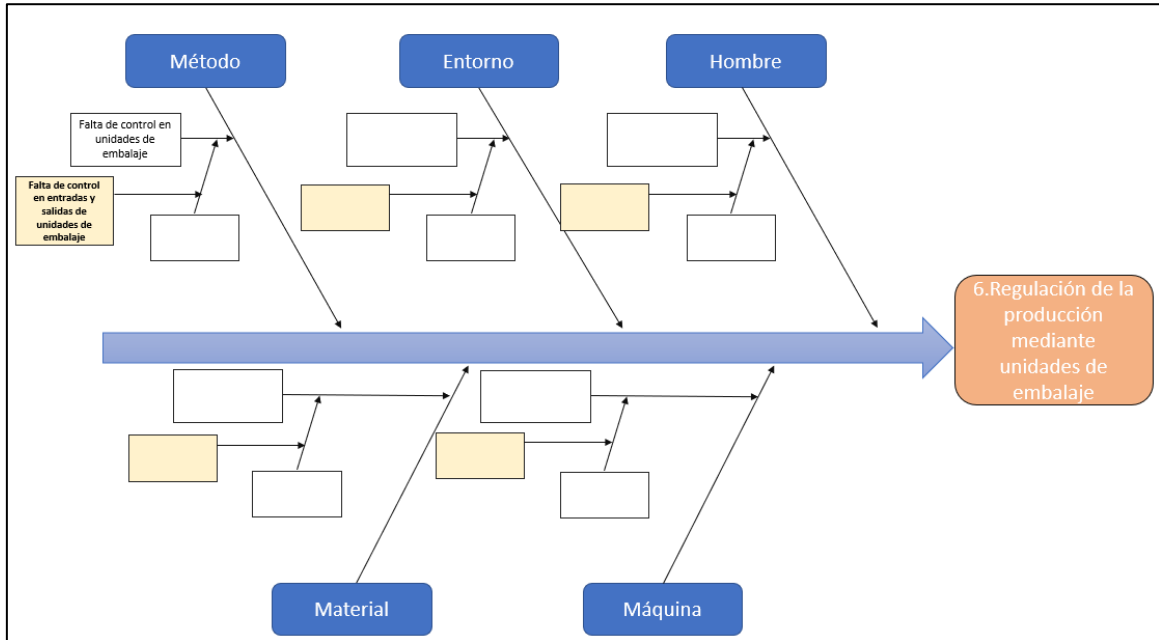 Método
Entorno
Hombre
Falta de control en
unidades de
embalaje
Falta de control
en entradas y
salidas de
unidades de
embalaje
6.Regulación de la
producción
mediante
unidades de
embalaje
Material
Máquina